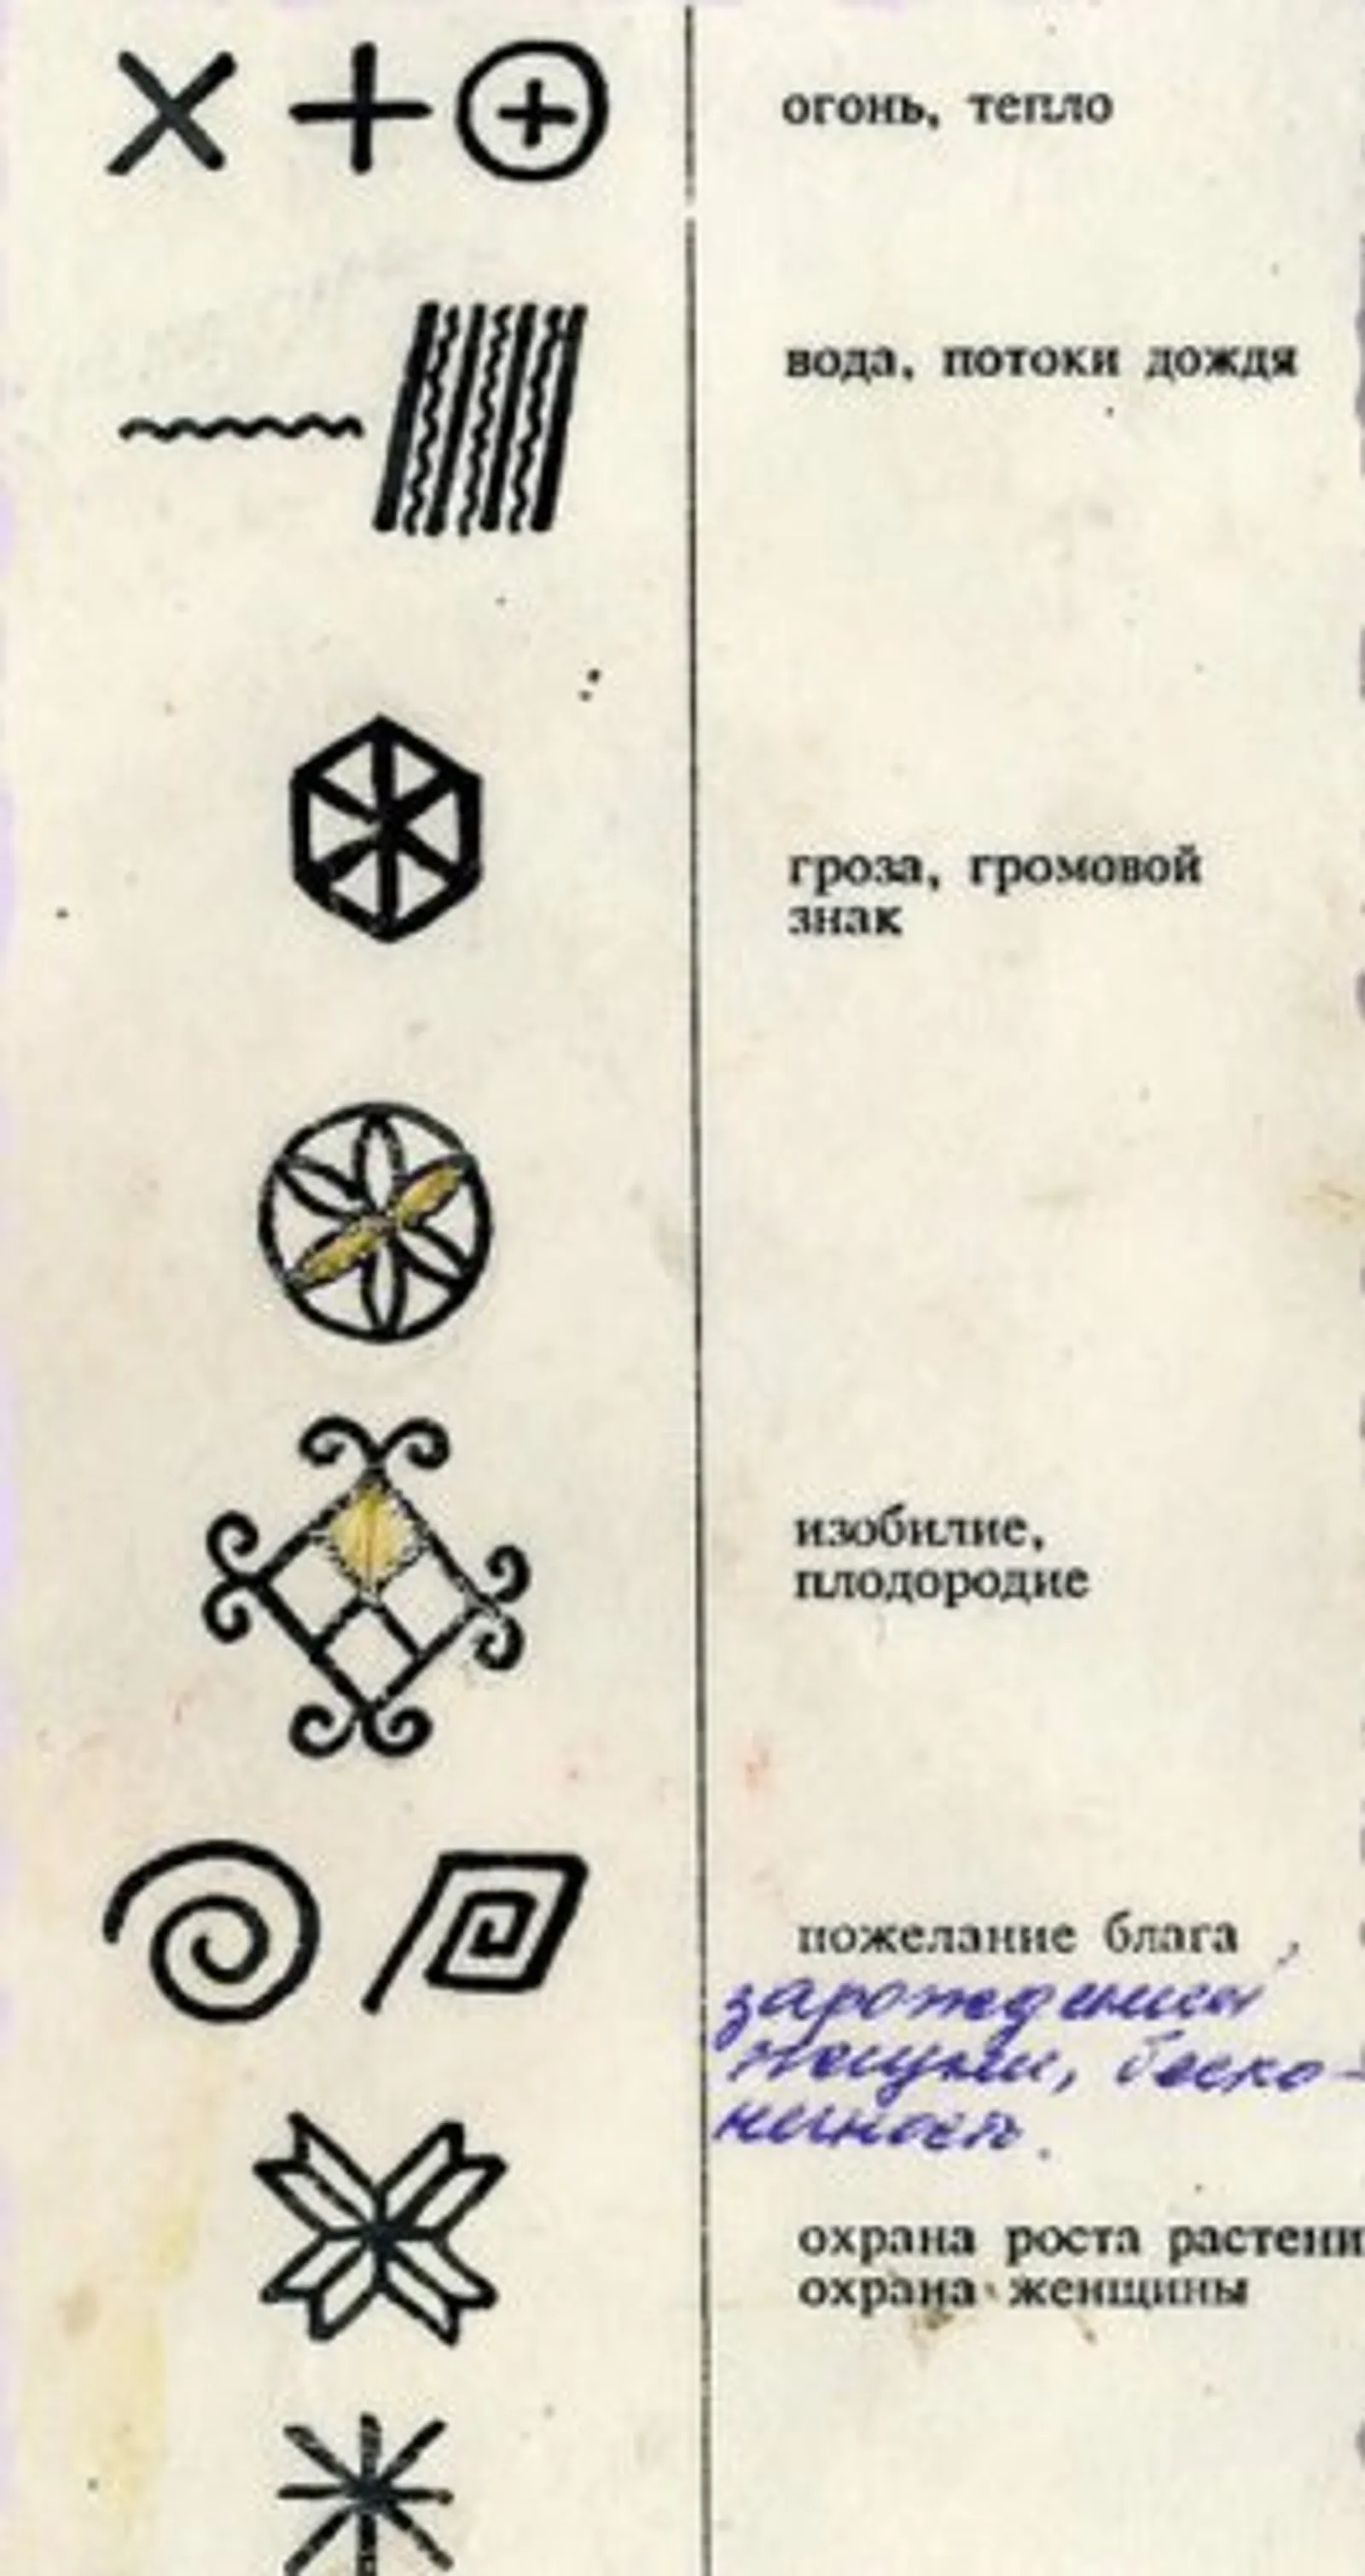 огонь, тепло
вода, потоки дождя
гроза, громовой
знак
изобилие,
плодородие
пожелание блага
зарождения
жизни, беско-
нечность.
охрана роста растени
охрана женщины